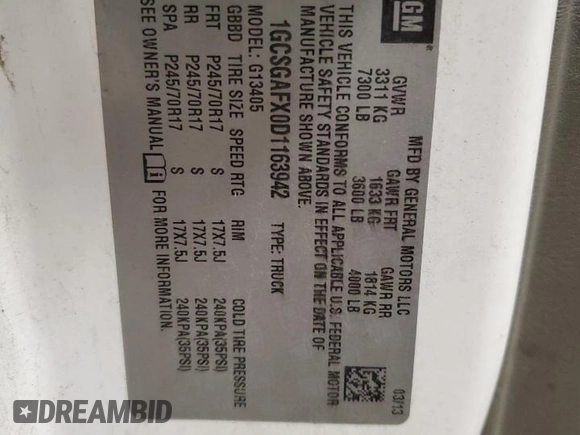 GM
MFD BY GENERAL MOTORS LLC
03/13
GVWR GAWR FRT GAWR RR
3311 KG 1633 KG 1814 KG
7300 LB 3600 LB 4000 LB
THIS VEHICLE CONFORMS TO ALL APPLICABLE U.S. FEDERAL MOTOR
VEHICLE SAFETY STANDARDS IN EFFECT ON THE DATE OF
MANUFACTURE SHOWN ABOVE.
1GCSGAFX0D1163942 TYPE: TRUCK
MODEL: G13405
GBBD TIRE SIZE SPEED RTG RIM COLD TIRE PRESSURE
FRT P245/70R17 S 17X7.5J 240KPA(35PSI)
RR P245/70R17 S 17X7.5J 240KPA(35PSI)
SPA P245/70R17 S 17X7.5J 240KPA(35PSI)
SEE OWNER'S MANUAL FOR MORE INFORMATION.
DREAMBID